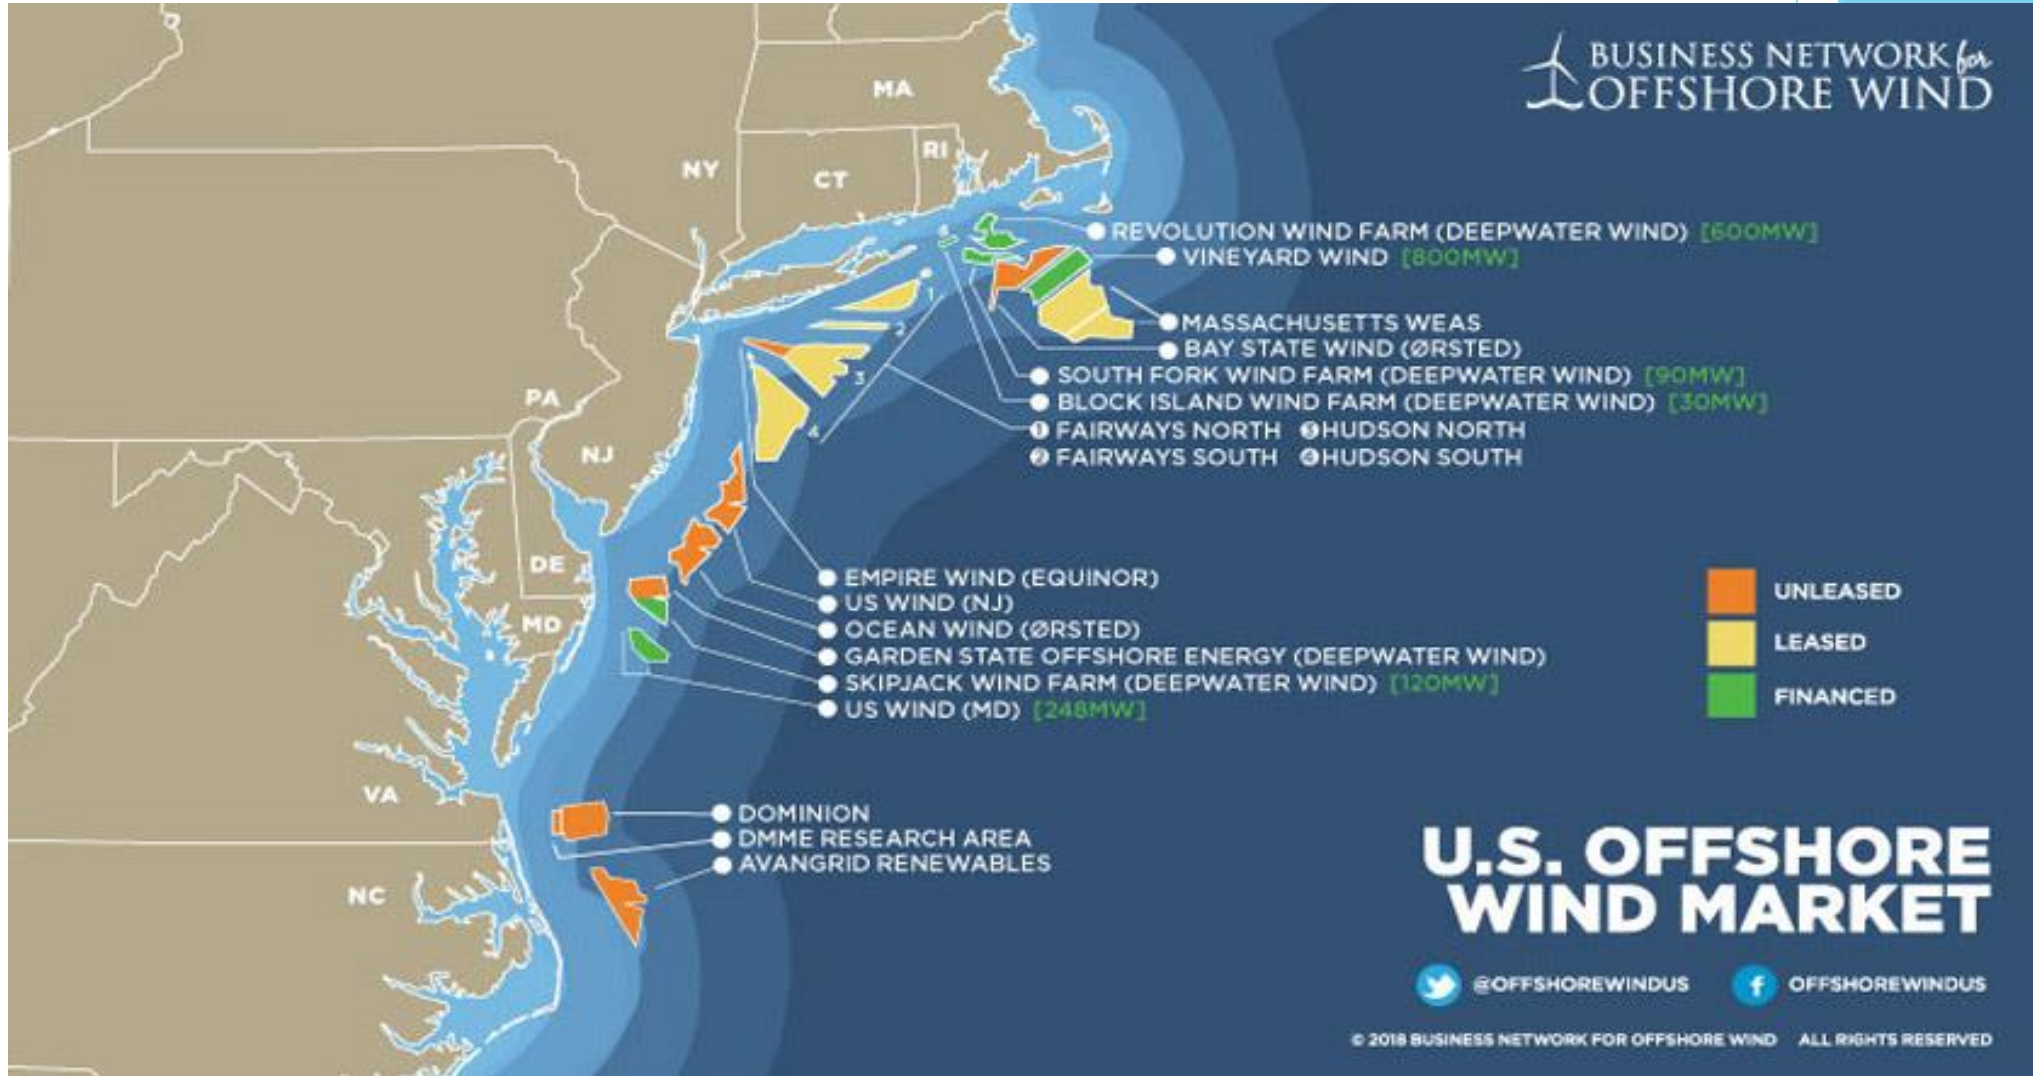 BUSINESS NETWORK for
OFFSHORE WIND
MA
RI
NY
CT
REVOLUTION WIND FARM (DEEPWATER WIND) [600MW]
VINEYARD WIND [800MW]
MASSACHUSETTS WEAS
BAY STATE WIND (ØRSTED)
SOUTH FORK WIND FARM (DEEPWATER WIND) [90MW]
BLOCK ISLAND WIND FARM (DEEPWATER WIND) [30MW]
1 FAIRWAYS NORTH 3 HUDSON NORTH
2 FAIRWAYS SOUTH 4 HUDSON SOUTH
1
2
3
4
PA
NJ
DE
MD
EMPIRE WIND (EQUINOR)
US WIND (NJ)
OCEAN WIND (ØRSTED)
GARDEN STATE OFFSHORE ENERGY (DEEPWATER WIND)
SKIPJACK WIND FARM (DEEPWATER WIND) [120MW]
US WIND (MD) [248MW]
UNLEASED
LEASED
FINANCED
VA
DOMINION
DMME RESEARCH AREA
AVANGRID RENEWABLES
NC
U.S. OFFSHORE
WIND MARKET
@OFFSHOREWINDUS f OFFSHOREWINDUS
© 2018 BUSINESS NETWORK FOR OFFSHORE WIND ALL RIGHTS RESERVED